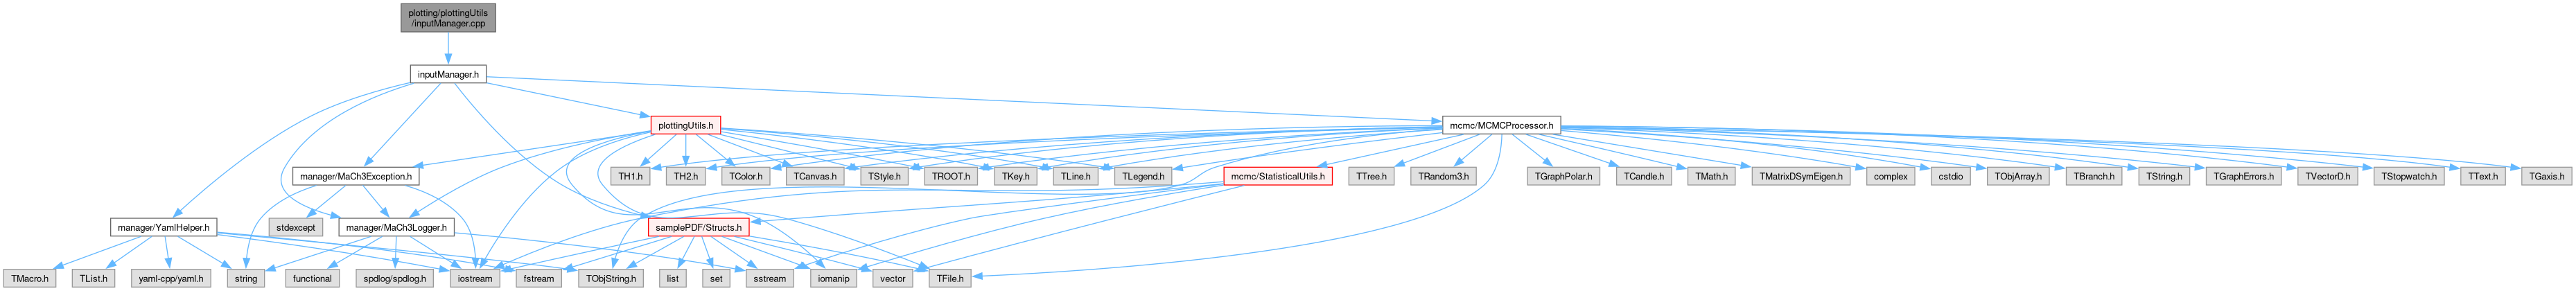 plotting/plottingUtils
/inputManager.cpp
inputManager.h
plottingUtils.h
mcmc/MCMCProcessor.h
manager/MaCh3Exception.h
TH1.h
TH2.h
TColor.h
TCanvas.h
TStyle.h
TROOT.h
TKey.h
TLine.h
TLegend.h
mcmc/StatisticalUtils.h
TTree.h
TRandom3.h
TGraphPolar.h
TCandle.h
TMath.h
TMatrixDSymEigen.h
complex
cstdio
TObjArray.h
TBranch.h
TString.h
TGraphErrors.h
TVectorD.h
TStopwatch.h
TText.h
TGaxis.h
manager/YamlHelper.h
stdexcept
manager/MaCh3Logger.h
samplePDF/Structs.h
TMacro.h
TList.h
yaml-cpp/yaml.h
string
functional
spdlog/spdlog.h
iostream
fstream
TObjString.h
list
set
sstream
iomanip
vector
TFile.h